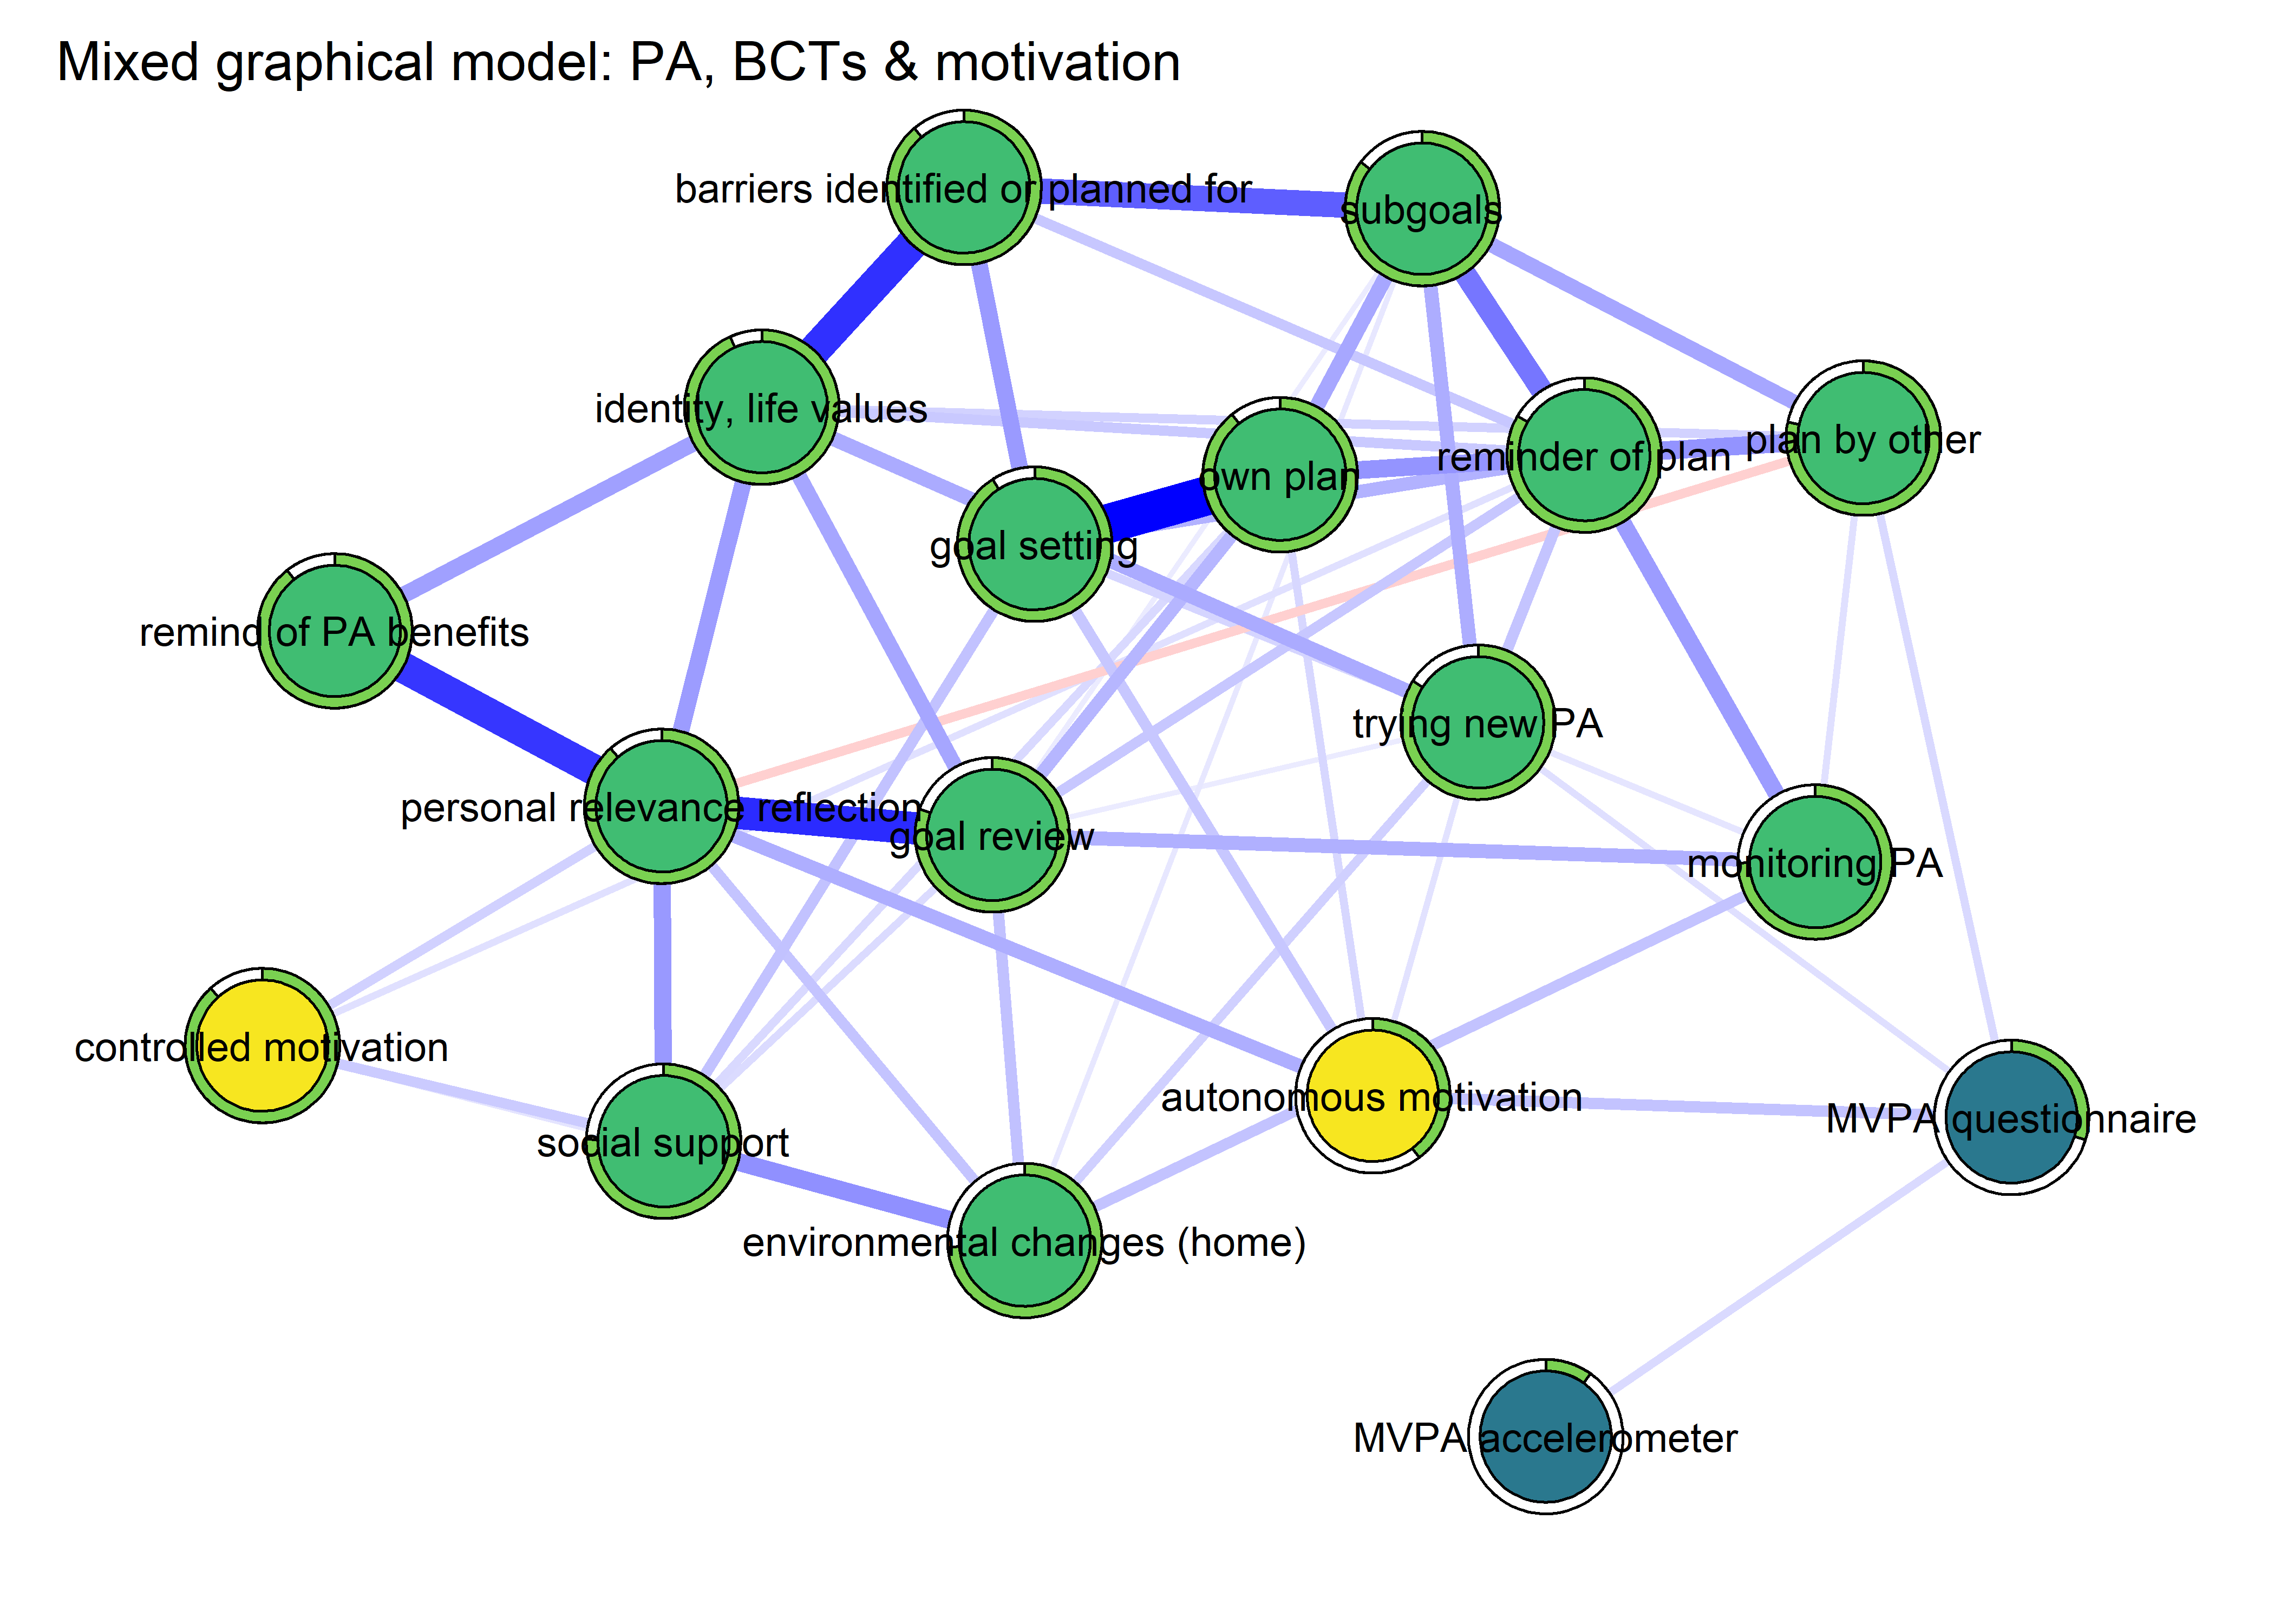 Mixed graphical model: PA, BCTs & motivation
barriers identified or planned for
subgoals
identity, life values
plan by other
reminder of plan
own plan
goal setting
remind of PA benefits
trying new PA
personal relevance reflection
goal review
monitoring PA
controlled motivation
autonomous motivation
MVPA questionnaire
social support
environmental changes (home)
MVPA accelerometer